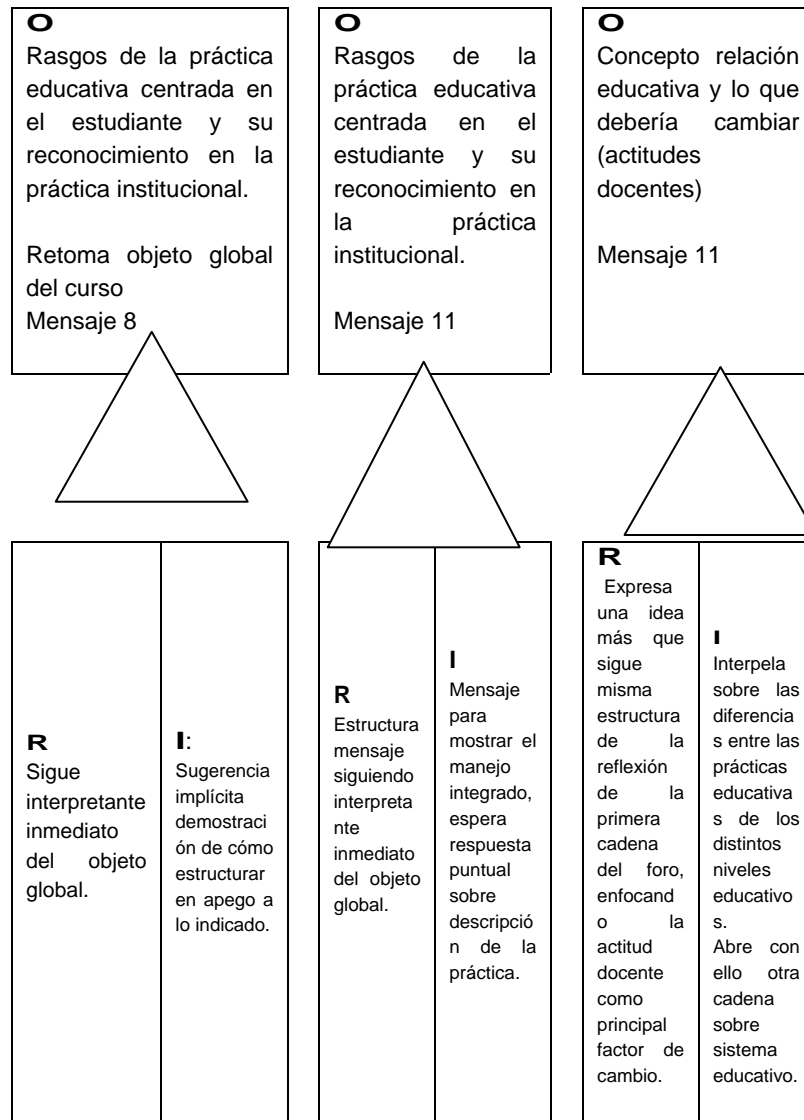 O
Rasgos de la práctica
educativa centrada en
el estudiante y su
reconocimiento en la
práctica institucional.
Retoma objeto global
del curso
Mensaje 8
O
Rasgos de la
práctica educativa
centrada en el
estudiante y su
reconocimiento en
la práctica
institucional.
Mensaje 11
O
Concepto relación
educativa y lo que
debería cambiar
(actitudes
docentes)
Mensaje 11
R
Sigue
interpretante
inmediato
del objeto
global.
I:
Sugerencia
implícita
demostraci
ón de cómo
estructurar
en apego a
lo indicado.
R
Estructura
mensaje
siguiendo
interpreta
nte
inmediato
del objeto
global.
I
Mensaje
para
mostrar el
manejo
integrado,
espera
respuesta
puntual
sobre
descripció
n de la
práctica.
R
Expresa
una idea
más que
sigue
misma
estructura
de la
reflexión
de la
primera
cadena
del foro,
enfocand
o la
actitud
docente
como
principal
factor de
cambio.
I
Interpela
sobre las
diferencia
s entre las
prácticas
educativa
s de los
distintos
niveles
educativo
s.
Abre con
ello otra
cadena
sobre
sistema
educativo.